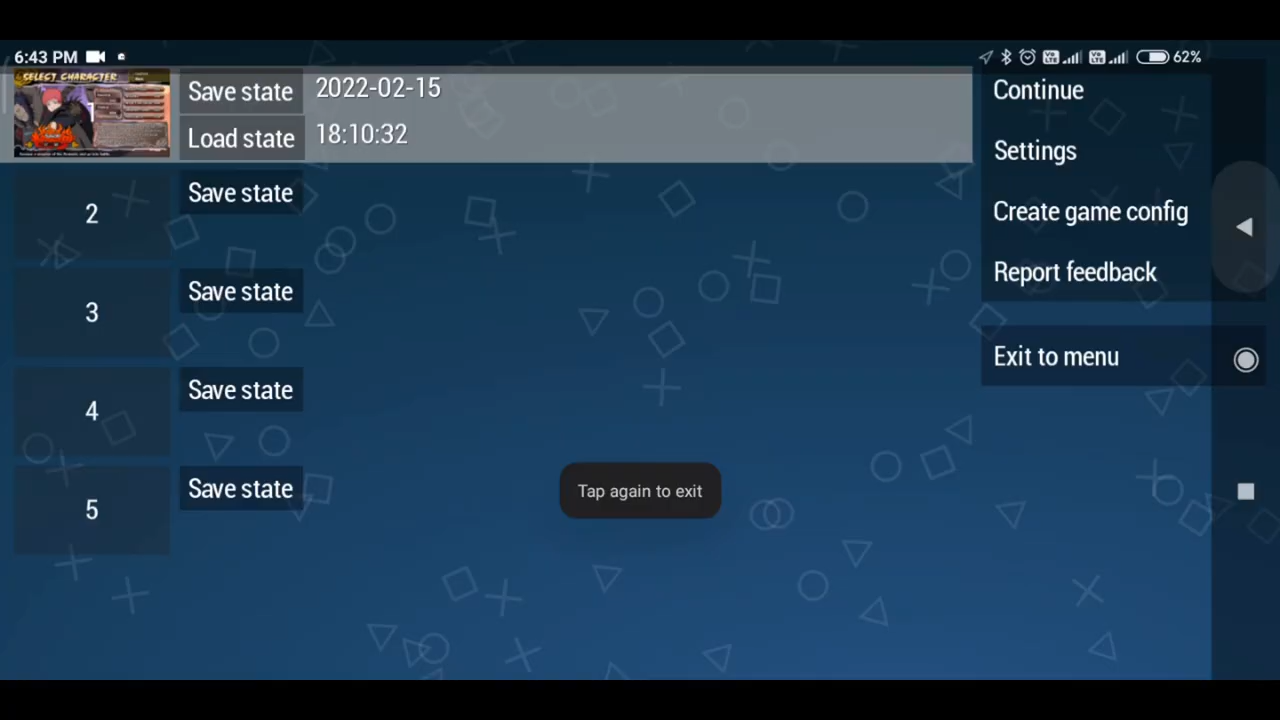 6:43 PM
62%
SELECT CHARACTER
Save state
2022-02-15
Load state
18:10:32
2
Save state
3
Save state
4
Save state
5
Save state
Continue
Settings
Create game config
Report feedback
Exit to menu
Tap again to exit